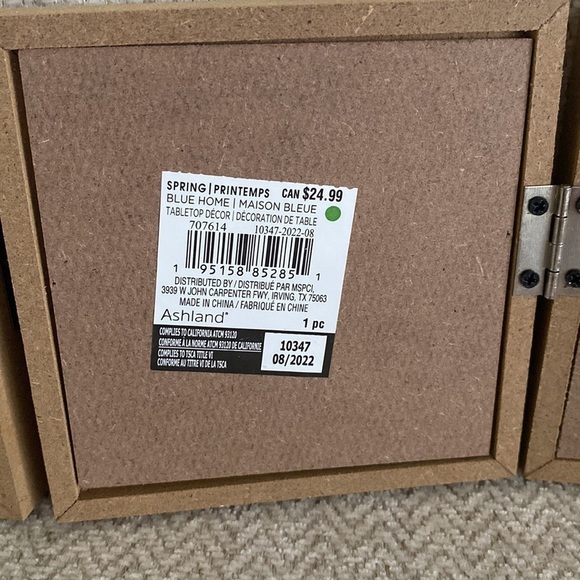 SPRING | PRINTEMPS CAN $24.99
BLUE HOME | MAISON BLEUE
TABLETOP DÉCOR | DÉCORATION DE TABLE
707614 10347-2022-08
1 95158 85285 1
DISTRIBUTED BY / DISTRIBUÉ PAR MSPCI,
3939 W JOHN CARPENTER FWY, IRVING, TX 75063
MADE IN CHINA / FABRIQUÉ EN CHINE
Ashland® 1 pc
COMPLIES TO CALIFORNIA ATCM 93120
CONFORME À LA NORME ATCM 93120 DE CALIFORNIE
COMPLIES TO TSCA TITLE VI
CONFORME AU TITRE VI DE LA TSCA
10347
08/2022